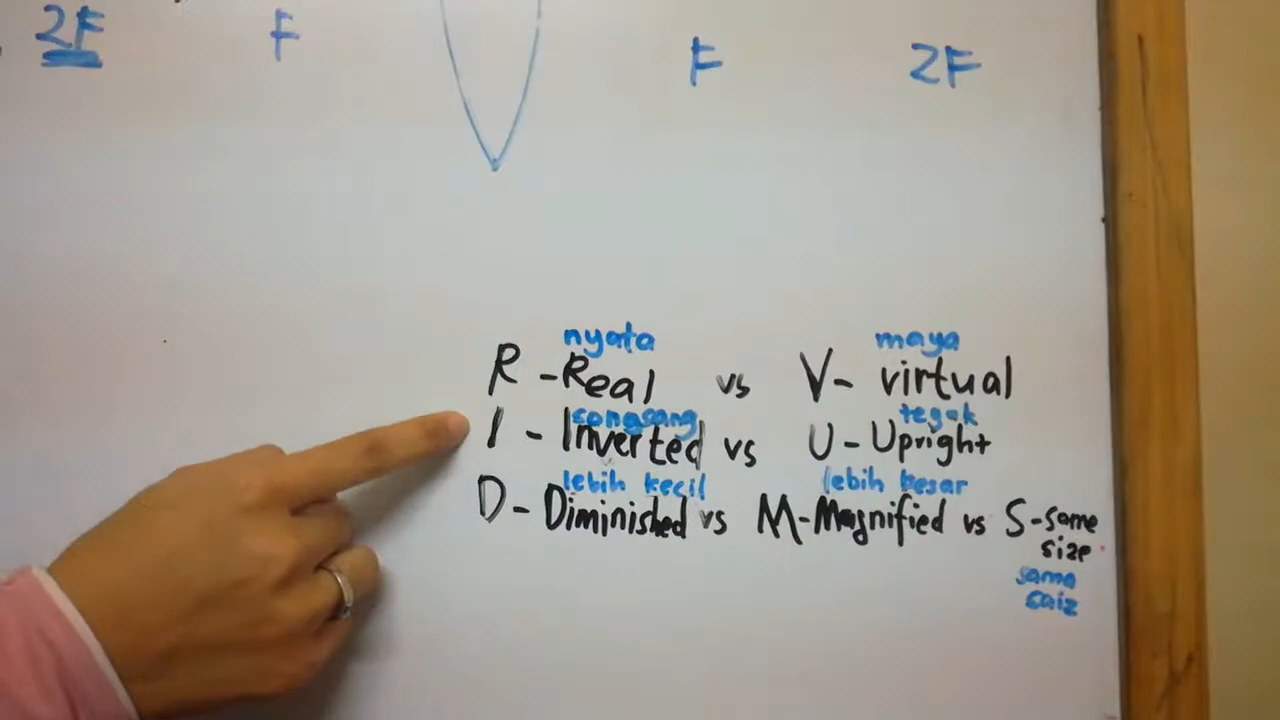 2F F F 2F
nyata maya
R - Real vs V - virtual
songsang tegak
I - Inverted vs U - Upright
lebih kecil lebih besar
D - Diminished vs M - Magnified vs S - same
size
sama
saiz